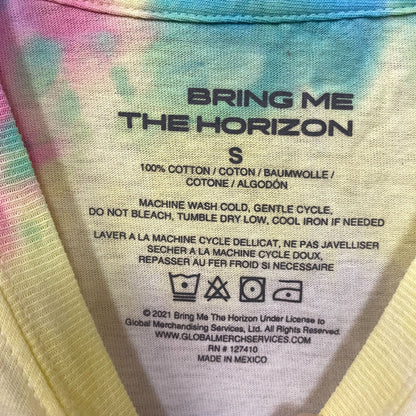 BRING ME
THE HORIZON
S
100% COTTON / COTON / BAUMWOLLE /
COTONE / ALGODÓN
MACHINE WASH COLD, GENTLE CYCLE,
DO NOT BLEACH, TUMBLE DRY LOW, COOL IRON IF NEEDED
LAVER A LA MACHINE CYCLE DELLICAT, NE PAS JAVELLISER
SECHER A LA MACHINE CYCLE DOUX,
REPASSER AU FER FROID SI NECESSAIRE
© 2021 Bring Me The Horizon Under License to
Global Merchandising Services, Ltd. All Rights Reserved.
WWW.GLOBALMERCHSERVICES.COM
RN # 127410
MADE IN MEXICO